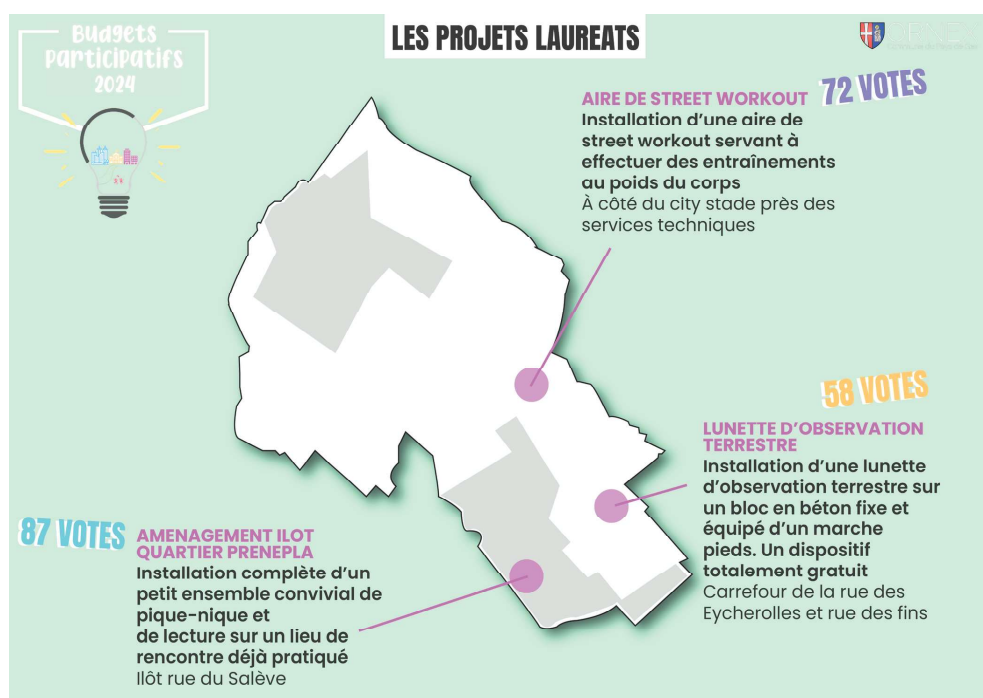 Budgets
Participatifs
2024
LES PROJETS LAUREATS
AIRE DE STREET WORKOUT
72 VOTES
Installation d'une aire de
street workout servant à
effectuer des entraînements
au poids du corps
À côté du city stade près des
services techniques
58 VOTES
LUNETTE D'OBSERVATION
TERRESTRE
Installation d'une lunette
d'observation terrestre sur
un bloc en béton fixe et
équipé d'un marche
pieds. Un dispositif
totalement gratuit
Carrefour de la rue des
Eycherolles et rue des fins
87 VOTES
AMENAGEMENT ILOT
QUARTIER PRENEPLA
Installation complète d'un
petit ensemble convivial de
pique-nique et
de lecture sur un lieu de
rencontre déjà pratiqué
Ilôt rue du Salève